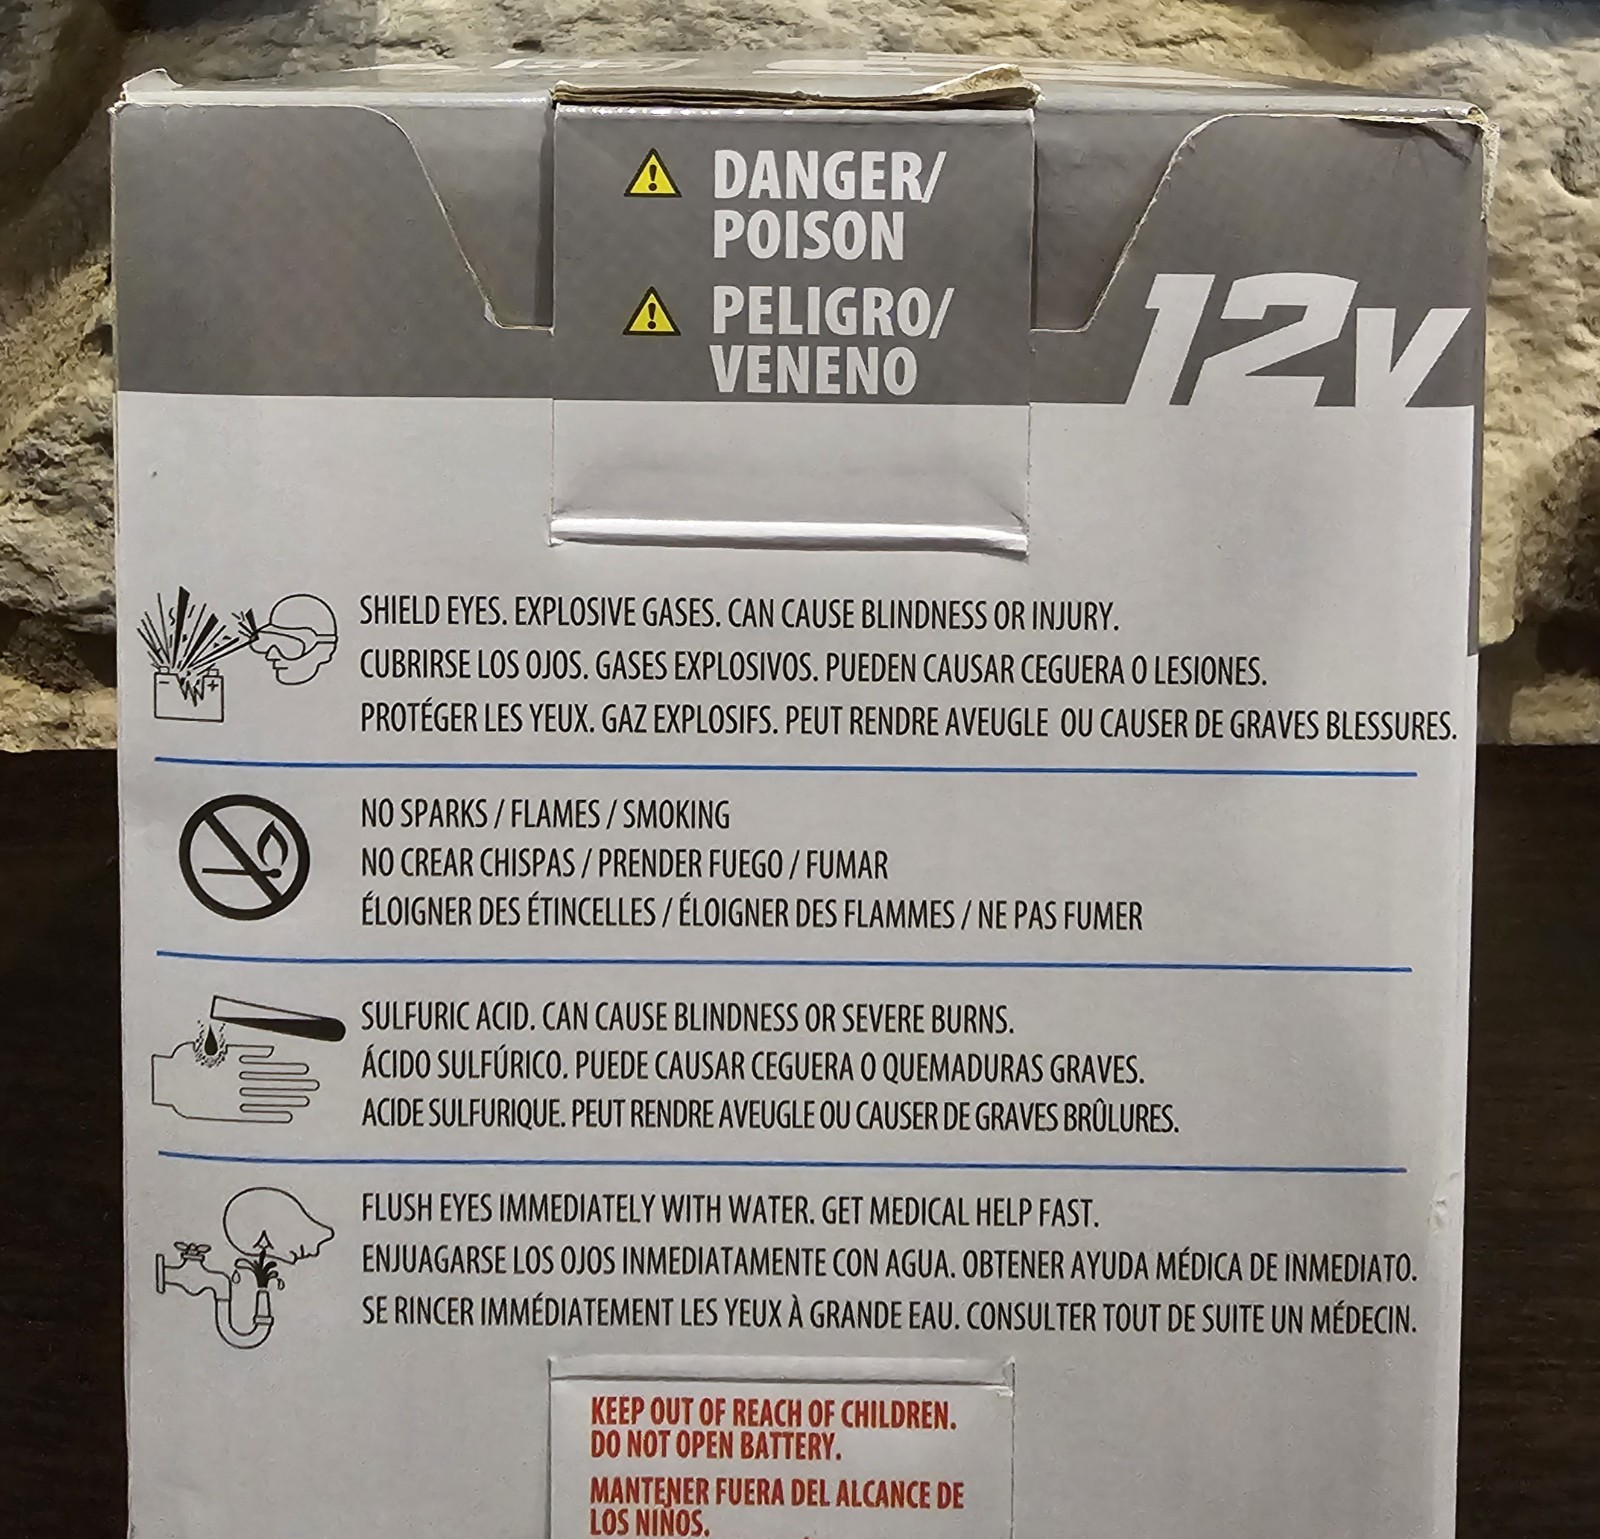 DANGER/
POISON
PELIGRO/
VENENO
12V
SHIELD EYES. EXPLOSIVE GASES. CAN CAUSE BLINDNESS OR INJURY.
CUBRIRSE LOS OJOS. GASES EXPLOSIVOS. PUEDEN CAUSAR CEGUERA O LESIONES.
PROTÉGER LES YEUX. GAZ EXPLOSIFS. PEUT RENDRE AVEUGLE OU CAUSER DE GRAVES BLESSURES.
NO SPARKS / FLAMES / SMOKING
NO CREAR CHISPAS / PRENDER FUEGO / FUMAR
ÉLOIGNER DES ÉTINCELLES / ÉLOIGNER DES FLAMMES / NE PAS FUMER
SULFURIC ACID. CAN CAUSE BLINDNESS OR SEVERE BURNS.
ÁCIDO SULFÚRICO. PUEDE CAUSAR CEGUERA O QUEMADURAS GRAVES.
ACIDE SULFURIQUE. PEUT RENDRE AVEUGLE OU CAUSER DE GRAVES BRÛLURES.
FLUSH EYES IMMEDIATELY WITH WATER. GET MEDICAL HELP FAST.
ENJUAGARSE LOS OJOS INMEDIATAMENTE CON AGUA. OBTENER AYUDA MÉDICA DE INMEDIATO.
SE RINCER IMMÉDIATEMENT LES YEUX À GRANDE EAU. CONSULTER TOUT DE SUITE UN MÉDECIN.
KEEP OUT OF REACH OF CHILDREN.
DO NOT OPEN BATTERY.
MANTENER FUERA DEL ALCANCE DE
LOS NIÑOS.